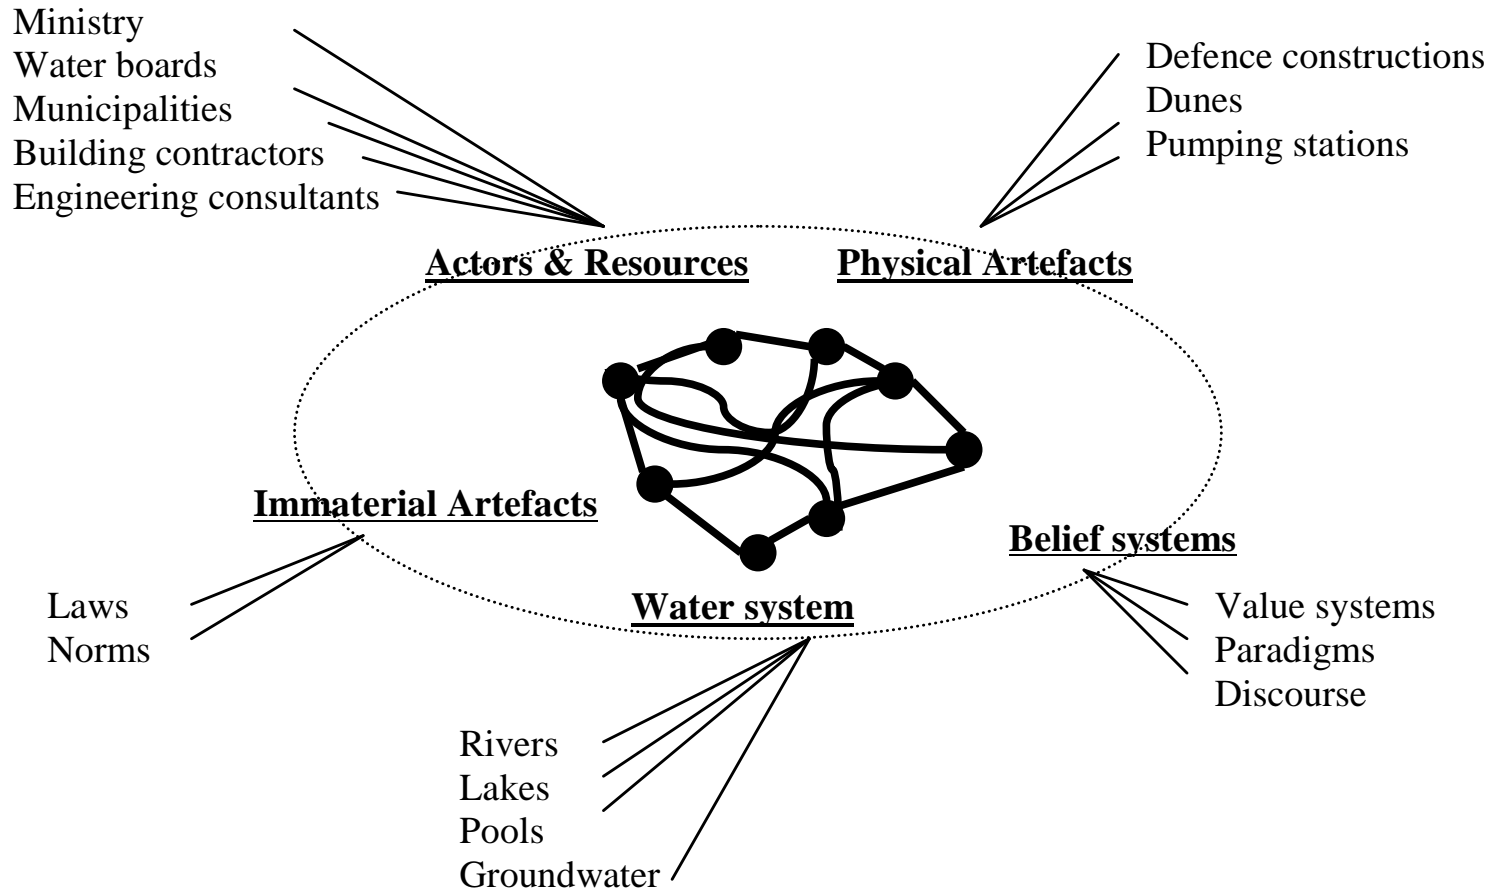 Ministry
Water boards
Municipalities
Building contractors
Engineering consultants
Defence constructions
Dunes
Pumping stations
Actors & Resources
Physical Artefacts
Immaterial Artefacts
Belief systems
Water system
Laws
Norms
Value systems
Paradigms
Discourse
Rivers
Lakes
Pools
Groundwater